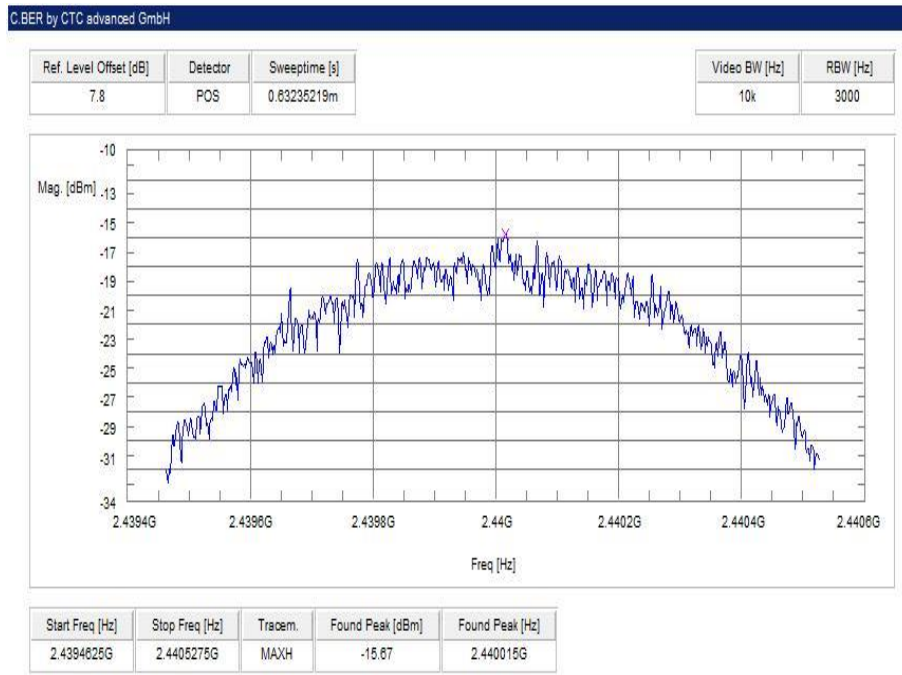 C.BER by CTC advanced GmbH
Ref. Level Offset [dB] Detector Sweeptime [s] Video BW [Hz] RBW [Hz]
7.8 POS 0.63235219m 10k 3000
-10
Mag. [dBm] -13
-15
-17
-19
-21
-23
-25
-27
-29
-31
-34
2.4394G 2.4396G 2.4398G 2.44G 2.4402G 2.4404G 2.4406G
Freq [Hz]
Start Freq [Hz] Stop Freq [Hz] Tracem. Found Peak [dBm] Found Peak [Hz]
2.4394625G 2.4405275G MAXH -15.67 2.440015G